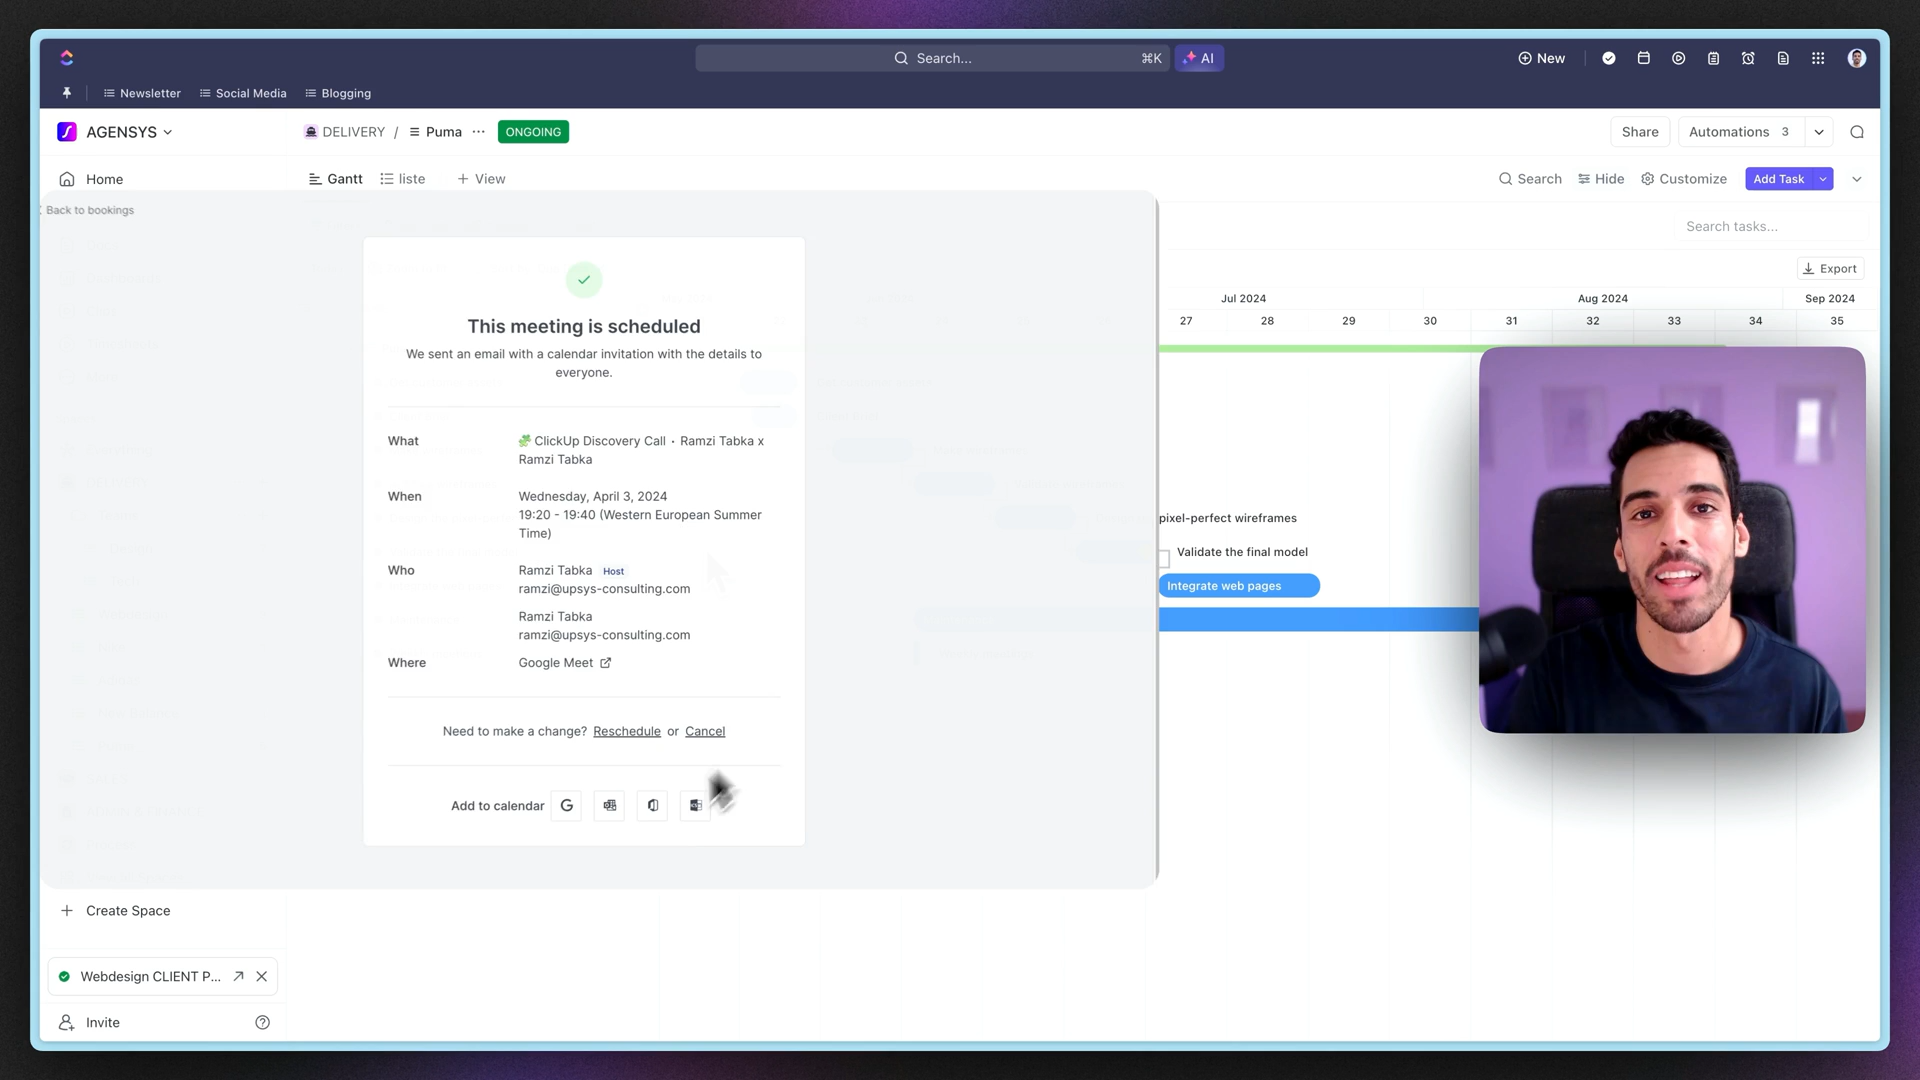 Search...
⌘K
AI
New
Newsletter
Social Media
Blogging
AGENSYS
DELIVERY / Puma ... ONGOING
Share
Automations 3
Home
Gantt
liste
+ View
Search
Hide
Customize
Add Task
Back to bookings
Search tasks...
Export
Jul 2024
Aug 2024
Sep 2024
27 28 29 30 31 32 33 34 35
This meeting is scheduled
We sent an email with a calendar invitation with the details to
everyone.
What
ClickUp Discovery Call • Ramzi Tabka x
Ramzi Tabka
When
Wednesday, April 3, 2024
19:20 - 19:40 (Western European Summer
Time)
Who
Ramzi Tabka Host
ramzi@upsys-consulting.com
Ramzi Tabka
ramzi@upsys-consulting.com
Where
Google Meet
Need to make a change? Reschedule or Cancel
Add to calendar
pixel-perfect wireframes
Validate the final model
Integrate web pages
+ Create Space
Webdesign CLIENT P...
Invite